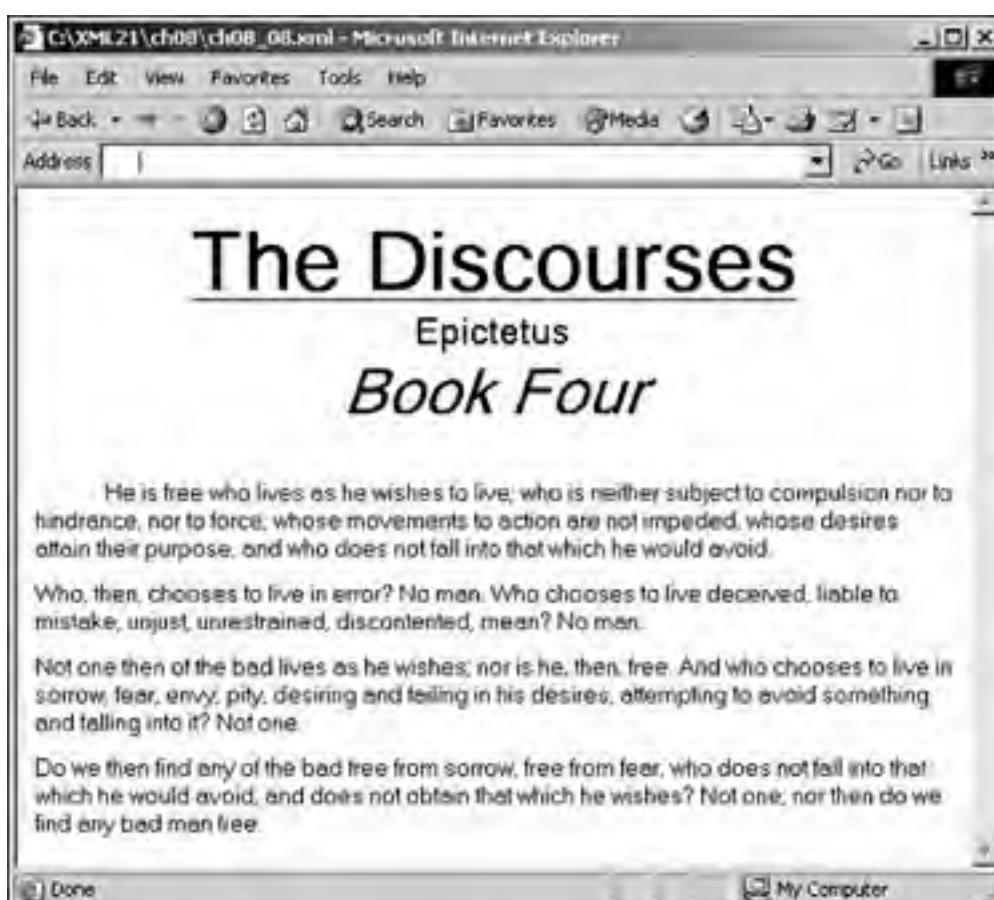 C:\XML21\ch08\ch08_08.xml - Microsoft Internet Explorer
File Edit View Favorites Tools Help
Back Search Favorites Media
Address Go Links »
The Discourses
Epictetus
Book Four
He is free who lives as he wishes to live; who is neither subject to compulsion nor to
hindrance, nor to force; whose movements to action are not impeded, whose desires
attain their purpose, and who does not fall into that which he would avoid.
Who, then, chooses to live in error? No man. Who chooses to live deceived, liable to
mistake, unjust, unrestrained, discontented, mean? No man.
Not one then of the bad lives as he wishes; nor is he, then, free. And who chooses to live in
sorrow, fear, envy, pity, desiring and failing in his desires, attempting to avoid something
and falling into it? Not one.
Do we then find any of the bad free from sorrow, free from fear, who does not fall into that
which he would avoid, and does not obtain that which he wishes? Not one; nor then do we
find any bad man free.
Done My Computer